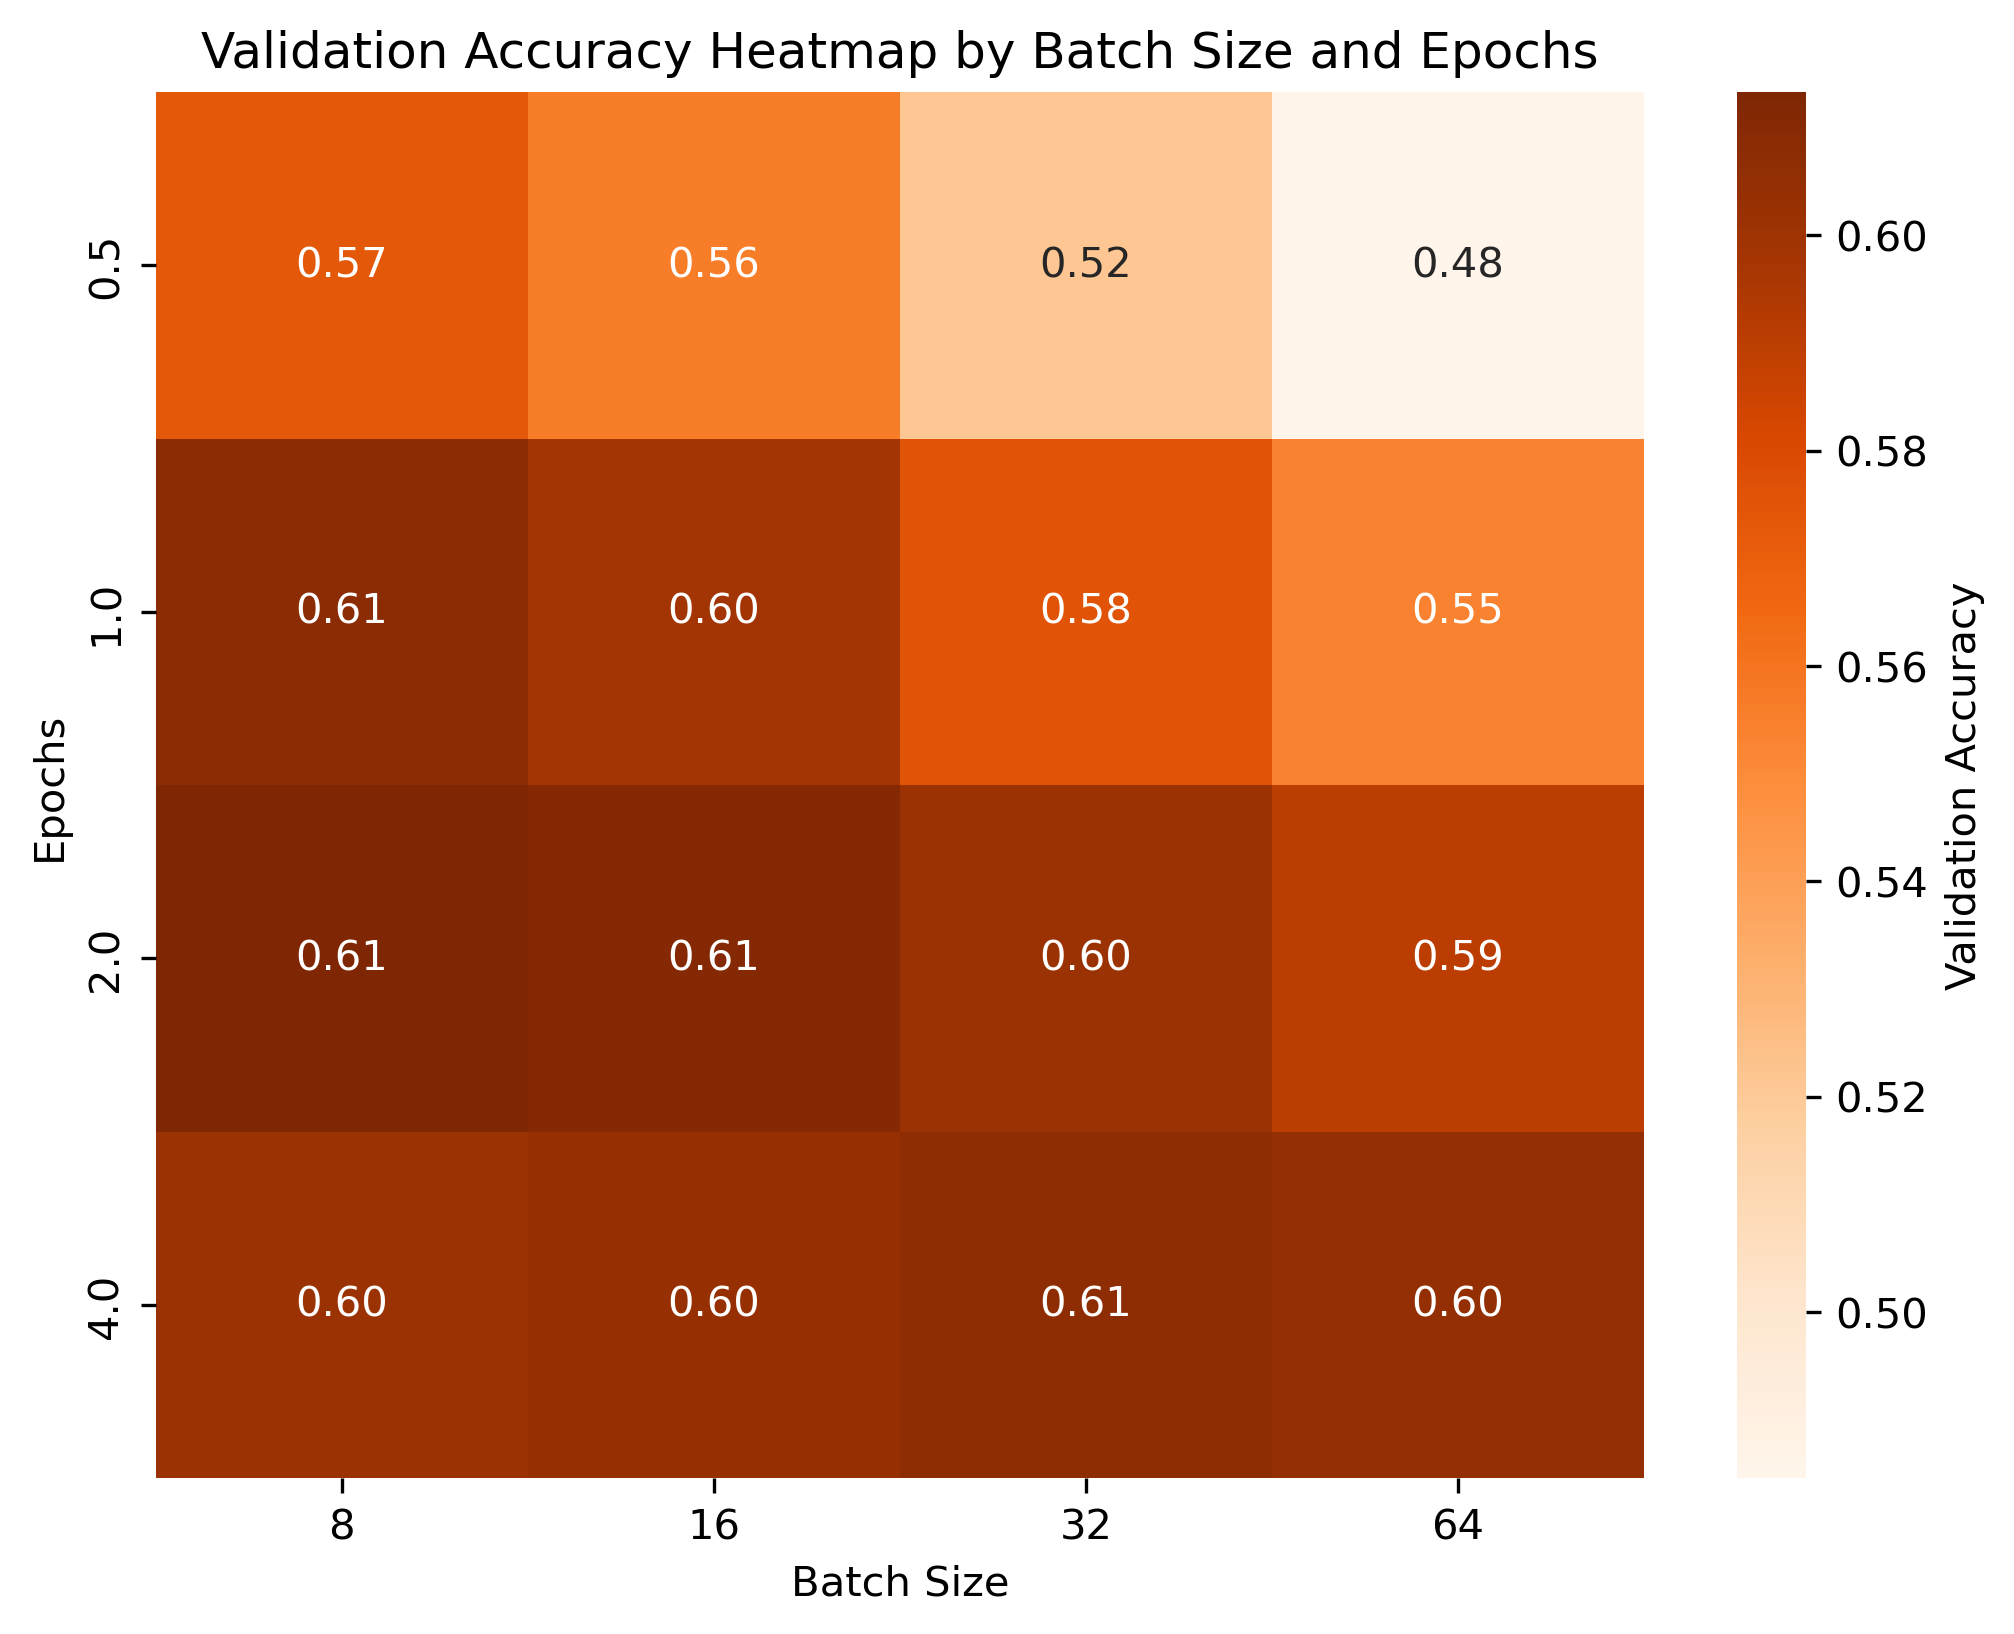 Validation Accuracy Heatmap by Batch Size and Epochs
0.5 0.57 0.56 0.52 0.48
1.0 0.61 0.60 0.58 0.55
2.0 0.61 0.61 0.60 0.59
4.0 0.60 0.60 0.61 0.60
8 16 32 64
Batch Size
Epochs
0.60
0.58
0.56
0.54
0.52
0.50
Validation Accuracy